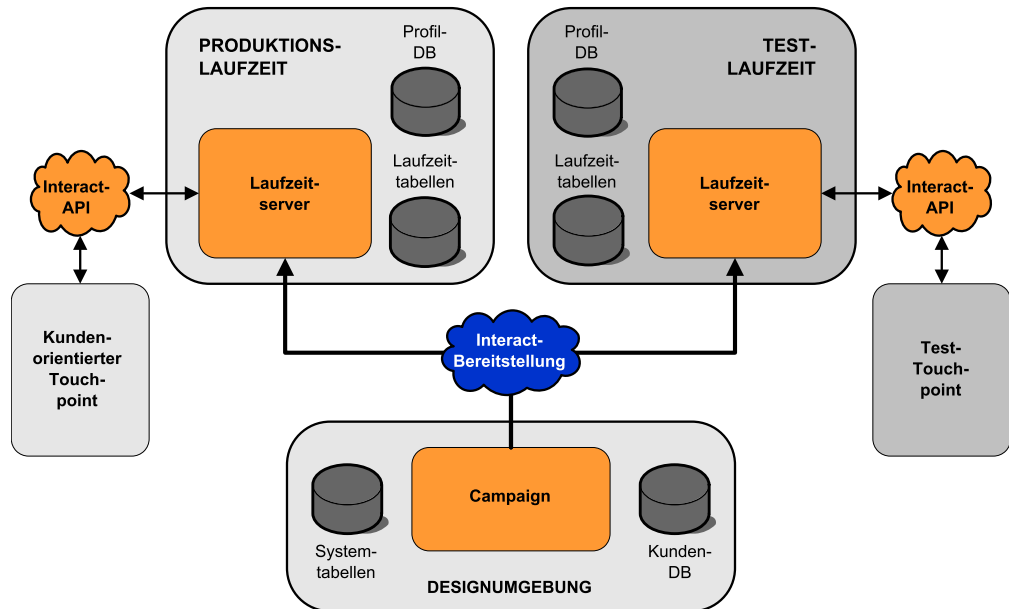 PRODUKTIONS-
LAUFZEIT
Profil-
DB
Laufzeit-
server
Laufzeit-
tabellen
Profil-
DB
TEST-
LAUFZEIT
Laufzeit-
tabellen
Laufzeit-
server
Interact-
API
Interact-
API
Kunden-
orientierter
Touch-
point
Interact-
Bereitstellung
Test-
Touch-
point
Campaign
System-
tabellen
Kunden-
DB
DESIGNUMGEBUNG